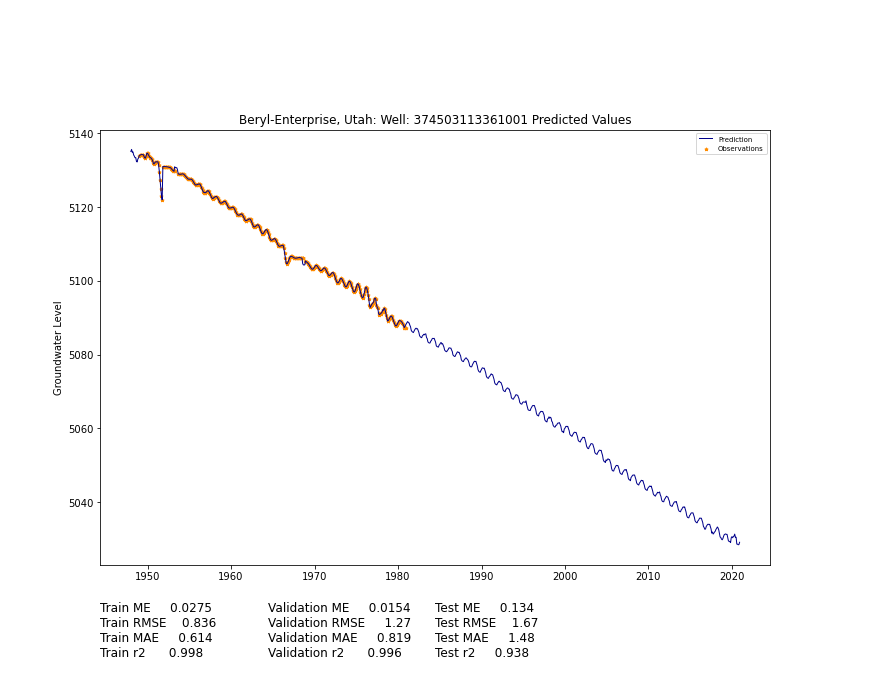 Beryl-Enterprise, Utah: Well: 374503113361001 Predicted Values
Prediction
Observations
5140
5120
5100
5080
5060
5040
Groundwater Level
1950 1960 1970 1980 1990 2000 2010 2020
Train ME 0.0275 Validation ME 0.0154 Test ME 0.134
Train RMSE 0.836 Validation RMSE 1.27 Test RMSE 1.67
Train MAE 0.614 Validation MAE 0.819 Test MAE 1.48
Train r2 0.998 Validation r2 0.996 Test r2 0.938